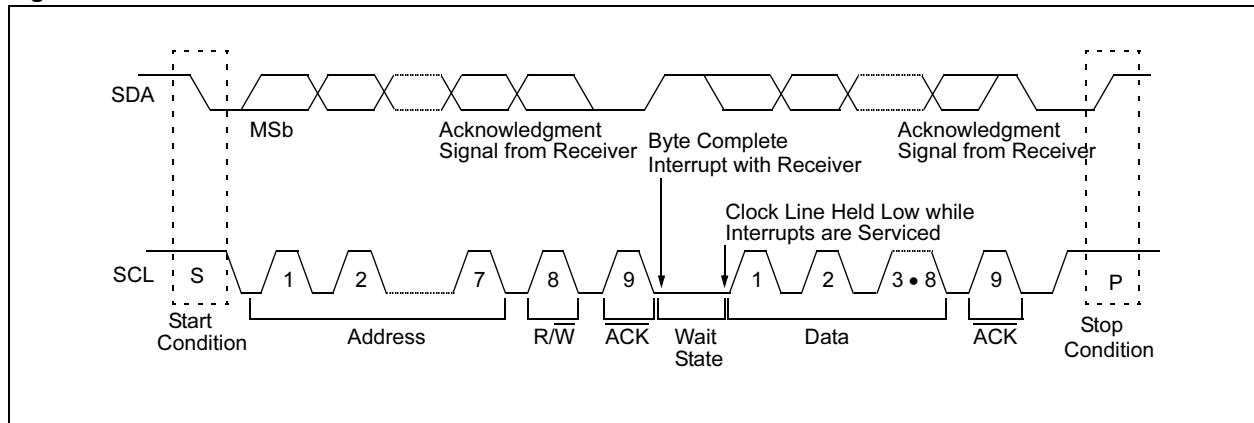 SDA
MSb
Acknowledgment
Signal from Receiver
Byte Complete
Interrupt with Receiver
Acknowledgment
Signal from Receiver
Clock Line Held Low while
Interrupts are Serviced
SCL
S
1
2
7
8
9
1
2
3 • 8
9
P
Start
Condition
Address
R/W̅
A̅C̅K̅
Wait
State
Data
A̅C̅K̅
Stop
Condition